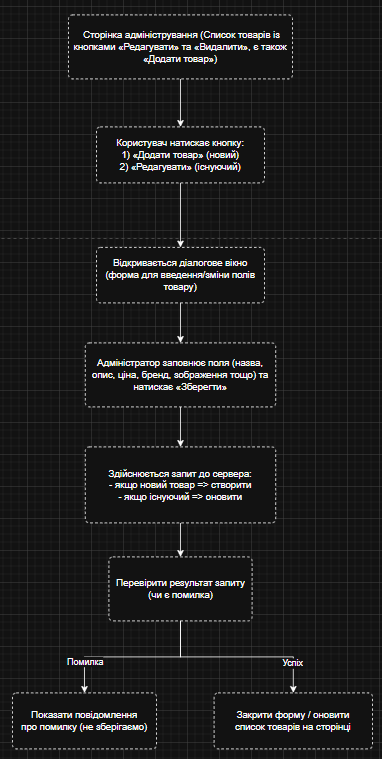 Сторінка адміністрування (Список товарів із
кнопками «Редагувати» та «Видалити», є також
«Додати товар»)
Користувач натискає кнопку:
1) «Додати товар» (новий)
2) «Редагувати» (існуючий)
Відкривається діалогове вікно
(форма для введення/зміни полів
товару)
Адміністратор заповнює поля (назва,
опис, ціна, бренд, зображення тощо) та
натискає «Зберегти»
Здійснюється запит до сервера:
- якщо новий товар => створити
- якщо існуючий => оновити
Перевірити результат запиту
(чи є помилка)
Помилка
Успіх
Показати повідомлення
про помилку (не зберігаємо)
Закрити форму / оновити
список товарів на сторінці